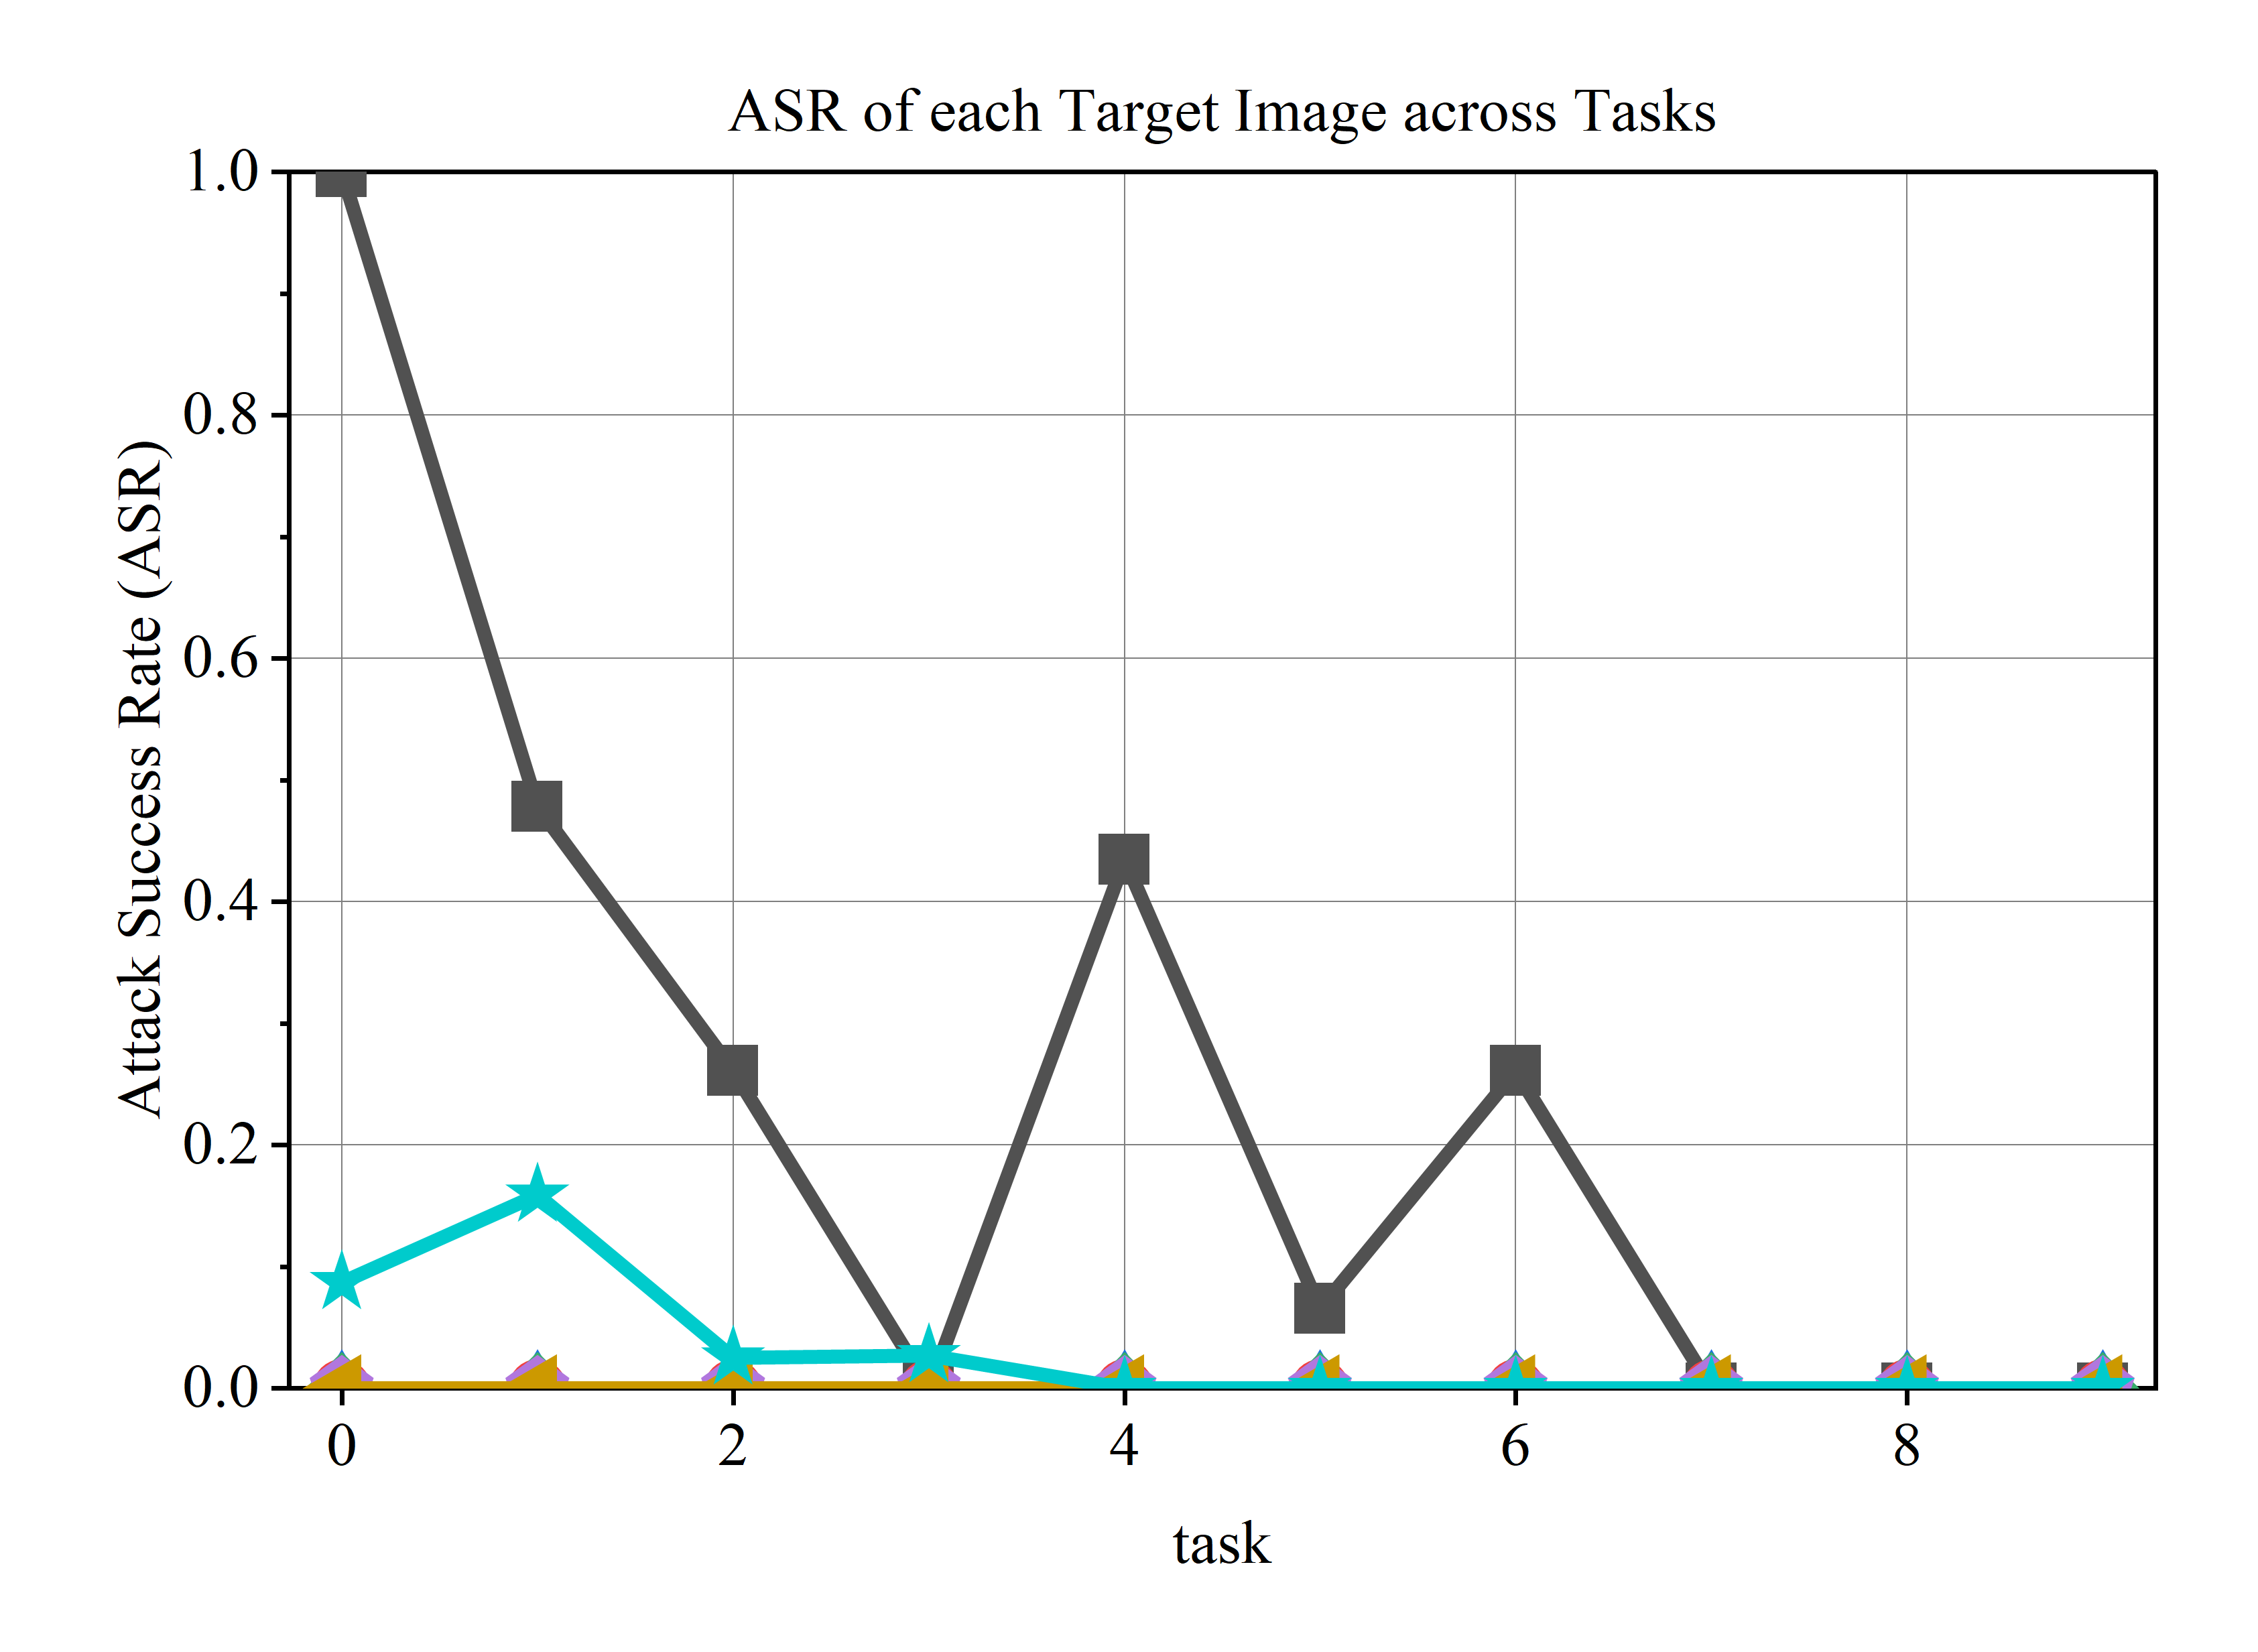 ASR of each Target Image across Tasks
Attack Success Rate (ASR)
1.0
0.8
0.6
0.4
0.2
0.0
0 2 4 6 8
task